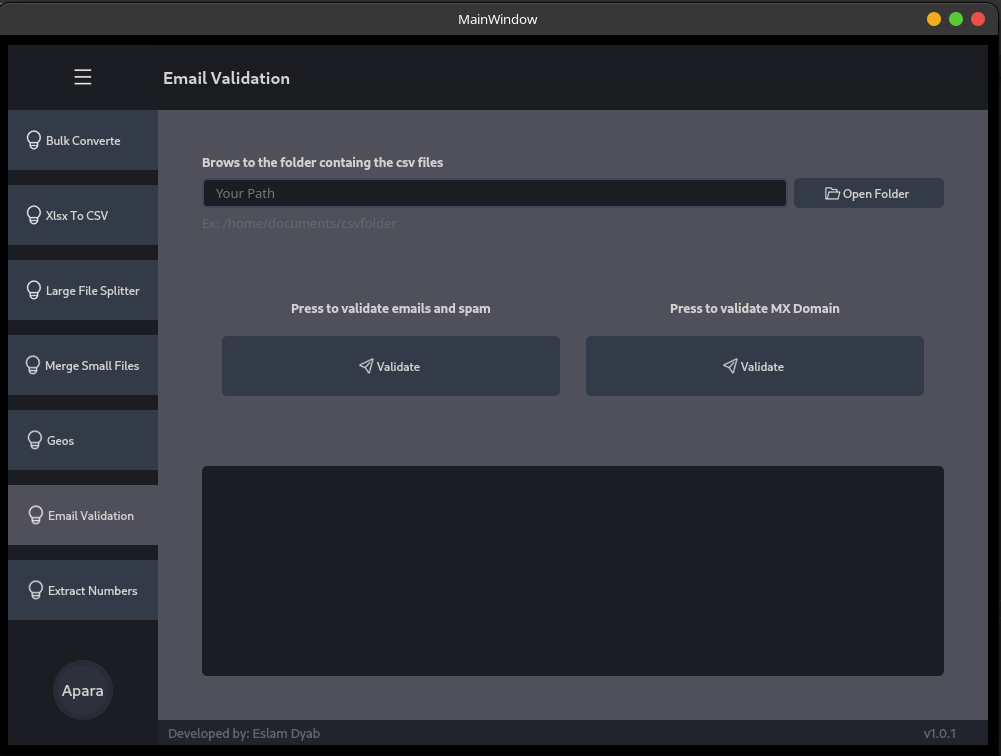 MainWindow
Email Validation
Bulk Converte
Xlsx To CSV
Large File Splitter
Merge Small Files
Geos
Email Validation
Extract Numbers
Apara
Brows to the folder containg the csv files
Your Path
Open Folder
Ex: /home/documents/csvfolder
Press to validate emails and spam
Press to validate MX Domain
Validate
Validate
Developed by: Eslam Dyab
v1.0.1